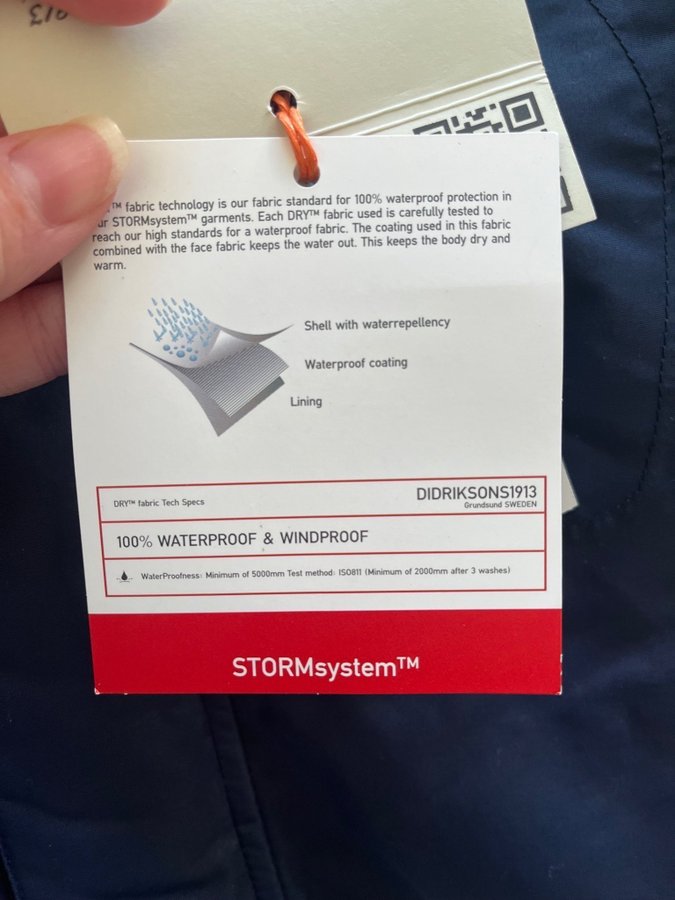 913
™ fabric technology is our fabric standard for 100% waterproof protection in
ur STORMsystem™ garments. Each DRY™ fabric used is carefully tested to
reach our high standards for a waterproof fabric. The coating used in this fabric
combined with the face fabric keeps the water out. This keeps the body dry and
warm.
Shell with waterrepellency
Waterproof coating
Lining
DRY™ fabric Tech Specs
DIDRIKSONS1913
Grundsund SWEDEN
100% WATERPROOF & WINDPROOF
WaterProofness: Minimum of 5000mm Test method: ISO811 (Minimum of 2000mm after 3 washes)
STORMsystem™